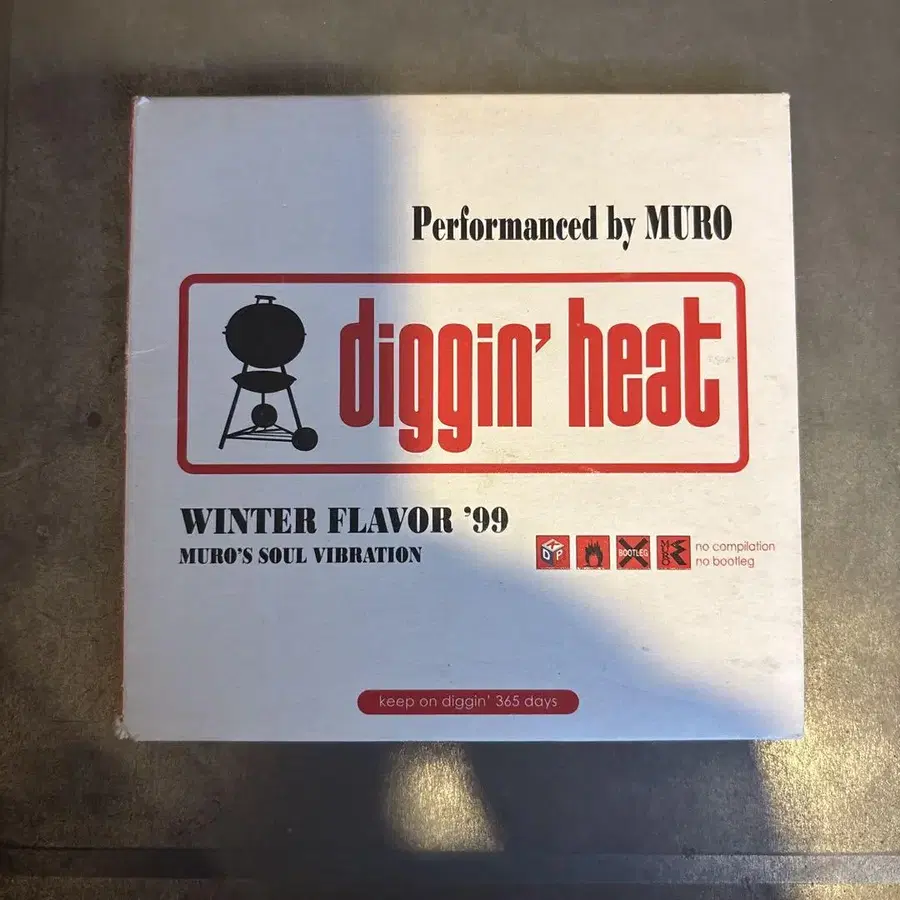 Performanced by MURO
diggin' heat
WINTER FLAVOR '99
MURO'S SOUL VIBRATION
BOOTLEG
MURO
no compilation
no bootleg
keep on diggin' 365 days